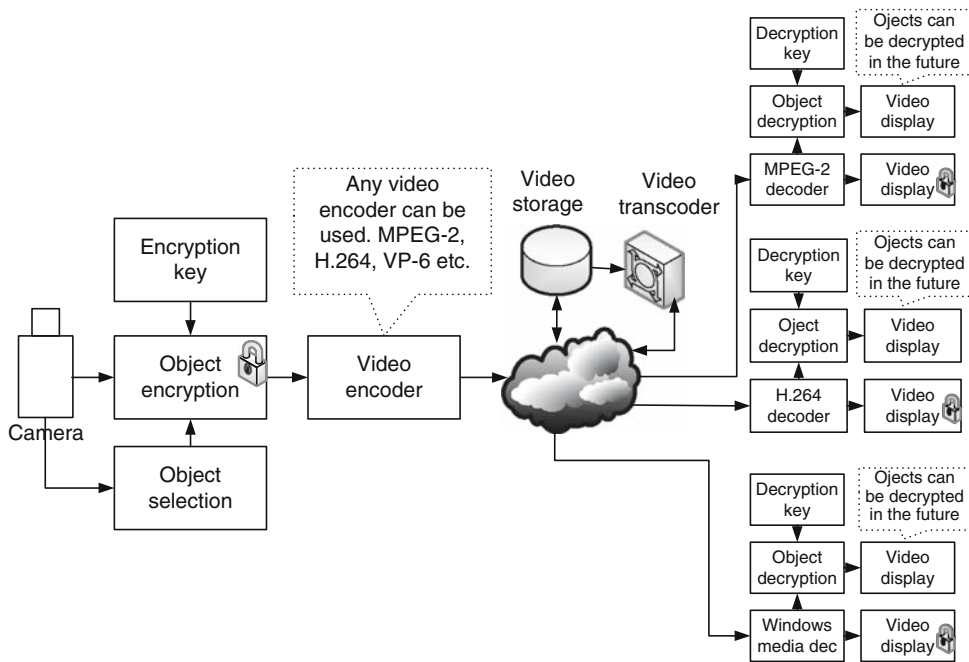 Camera
Encryption
key
Object
encryption
Object
selection
Any video
encoder can be
used. MPEG-2,
H.264, VP-6 etc.
Video
encoder
Video
storage
Video
transcoder
Decryption
key
Ojects can
be decrypted
in the future
Object
decryption
Video
display
MPEG-2
decoder
Video
display
Decryption
key
Ojects can
be decrypted
in the future
Oject
decryption
Video
display
H.264
decoder
Video
display
Decryption
key
Ojects can
be decrypted
in the future
Object
decryption
Video
display
Windows
media dec
Video
display